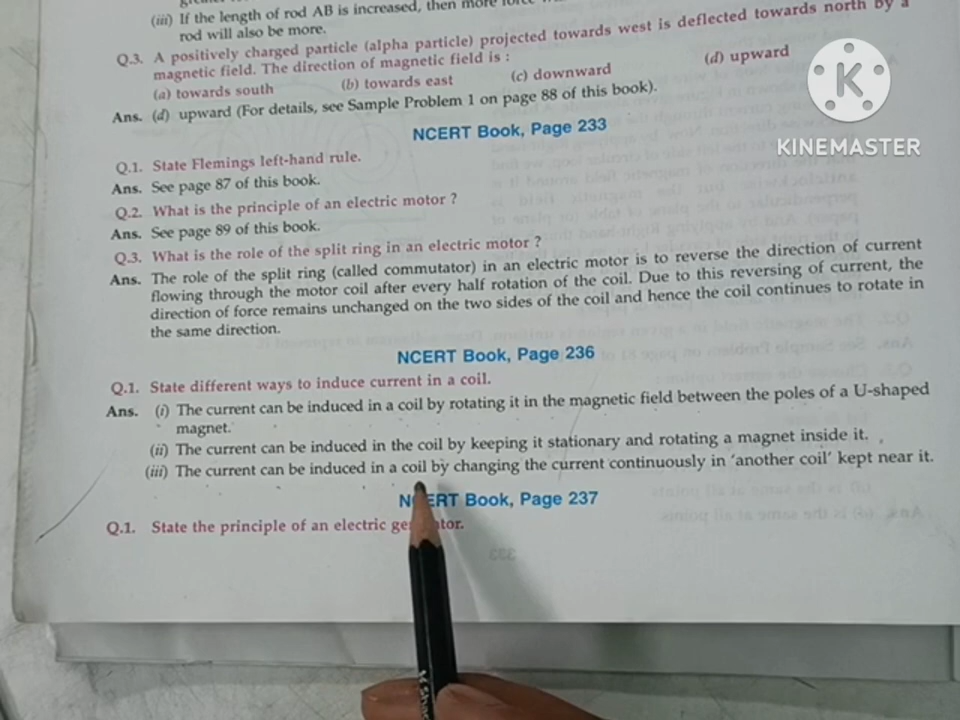 (iii) If the length of rod AB is increased, then more force
rod will also be more.
Q.3. A positively charged particle (alpha particle) projected towards west is deflected towards north by a
magnetic field. The direction of magnetic field is :
(a) towards south (b) towards east (c) downward (d) upward
Ans. (d) upward (For details, see Sample Problem 1 on page 88 of this book).
NCERT Book, Page 233
Q.1. State Flemings left-hand rule.
Ans. See page 87 of this book.
Q.2. What is the principle of an electric motor ?
Ans. See page 89 of this book.
Q.3. What is the role of the split ring in an electric motor ?
Ans. The role of the split ring (called commutator) in an electric motor is to reverse the direction of current
flowing through the motor coil after every half rotation of the coil. Due to this reversing of current, the
direction of force remains unchanged on the two sides of the coil and hence the coil continues to rotate in
the same direction.
NCERT Book, Page 236
Q.1. State different ways to induce current in a coil.
Ans. (i) The current can be induced in a coil by rotating it in the magnetic field between the poles of a U-shaped
magnet.
(ii) The current can be induced in the coil by keeping it stationary and rotating a magnet inside it.
(iii) The current can be induced in a coil by changing the current continuously in 'another coil' kept near it.
NCERT Book, Page 237
Q.1. State the principle of an electric generator.
K
KINEMASTER